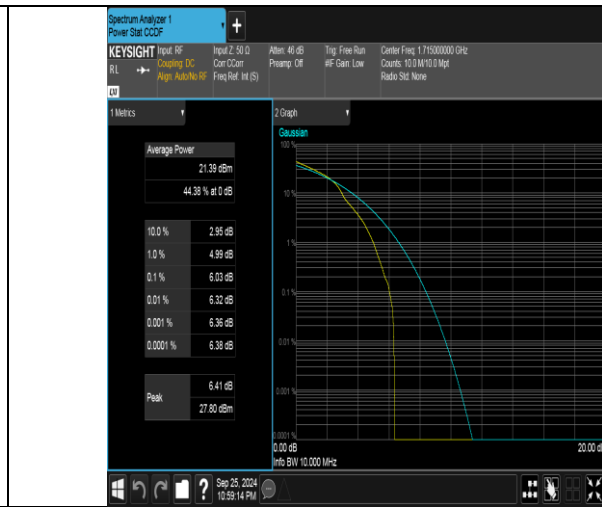 Spectrum Analyzer 1
Power Stat CCDF
+
KEYSIGHT
RL
Input: RF
Coupling: DC
Align: Auto/No RF
Input Z: 50 Ω
Corr CCorr
Freq Ref: Int (S)
Atten: 46 dB
Preamp: Off
Trig: Free Run
#IF Gain: Low
Center Freq: 1.715000000 GHz
Counts: 10.0 M/10.0 Mpt
Radio Std: None
1 Metrics
Average Power
21.39 dBm
44.38 % at 0 dB
10.0 % 2.95 dB
1.0 % 4.99 dB
0.1 % 6.03 dB
0.01 % 6.32 dB
0.001 % 6.36 dB
0.0001 % 6.38 dB
Peak
6.41 dB
27.80 dBm
2 Graph
Gaussian
100 %
10 %
1 %
0.1 %
0.01 %
0.001 %
0.0001 %
0.00 dB
20.00 d
Info BW 10.000 MHz
?
Sep 25, 2024
10:59:14 PM